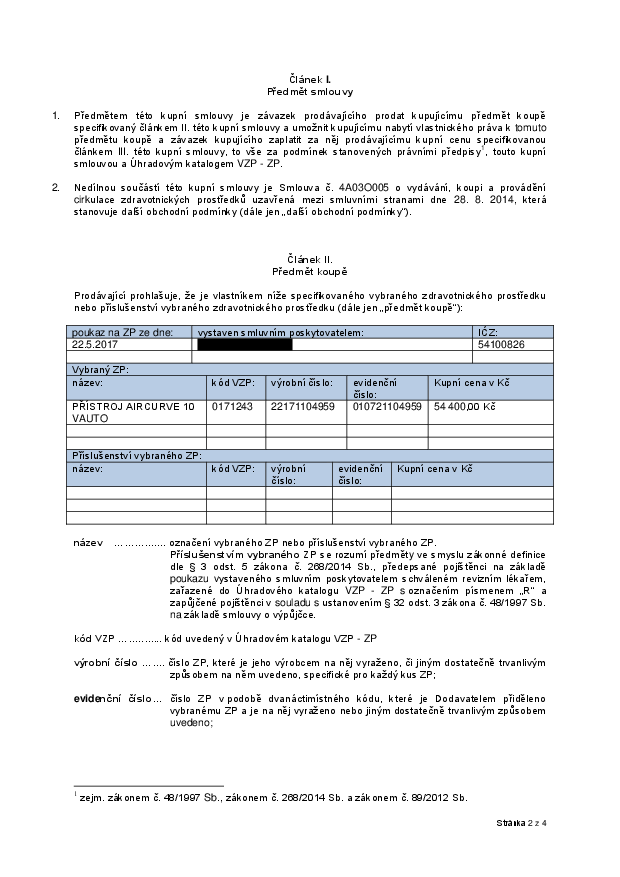 Článek I.
Předmět smlouvy
1. Předmětem této kupní smlouvy je závazek prodávajícího prodat kupujícímu předmět koupě
specifikovaný článkem II. této kupní smlouvy a umožnit kupujícímu nabytí vlastnického práva k tomuto
předmětu koupě a závazek kupujícího zaplatit za něj prodávajícímu kupní cenu specifikovanou
článkem III. této kupní smlouvy, to vše za podmínek stanovených právními předpisy1, touto kupní
smlouvou a Úhradovým katalogem VZP - ZP.
2. Nedílnou součástí této kupní smlouvy je Smlouva č. 4A03O005 o vydávání, koupi a provádění
cirkulace zdravotnických prostředků uzavřená mezi smluvními stranami dne 28. 8. 2014, která
stanovuje další obchodní podmínky (dále jen „další obchodní podmínky“).
Článek II.
Předmět koupě
Prodávající prohlašuje, že je vlastníkem níže specifikovaného vybraného zdravotnického prostředku
nebo příslušenství vybraného zdravotnického prostředku (dále jen „předmět koupě“):
poukaz na ZP ze dne: vystaven smluvním poskytovatelem: IČZ:
22.5.2017 54100826
Vybraný ZP:
název: kód VZP: výrobní číslo: evidenční číslo: Kupní cena v Kč
PŘÍSTROJ AIRCURVE 10 0171243 22171104959 010721104959 54 400,00 Kč
VAUTO
Příslušenství vybraného ZP:
název: kód VZP: výrobní číslo: evidenční číslo: Kupní cena v Kč
název ................ označení vybraného ZP nebo příslušenství vybraného ZP.
Příslušenstvím vybraného ZP se rozumí předměty ve smyslu zákonné definice
dle § 3 odst. 5 zákona č. 268/2014 Sb., předepsané pojištěnci na základě
poukazu vystaveného smluvním poskytovatelem schváleném revizním lékařem,
zařazené do Úhradového katalogu VZP - ZP s označením písmenem „R“ a
zapůjčené pojištěnci v souladu s ustanovením § 32 odst. 3 zákona č. 48/1997 Sb.
na základě smlouvy o výpůjčce.
kód VZP ............. kód uvedený v Úhradovém katalogu VZP - ZP
výrobní číslo ....... číslo ZP, které je jeho výrobcem na něj vyraženo, či jiným dostatečně trvanlivým
způsobem na něm uvedeno, specifické pro každý kus ZP;
evidenční číslo.... číslo ZP v podobě dvanáctimístného kódu, které je Dodavatelem přiděleno
vybranému ZP a je na něj vyraženo nebo jiným dostatečně trvanlivým způsobem
uvedeno;
1 zejm. zákonem č. 48/1997 Sb., zákonem č. 268/2014 Sb. a zákonem č. 89/2012 Sb.
Stránka 2 z 4